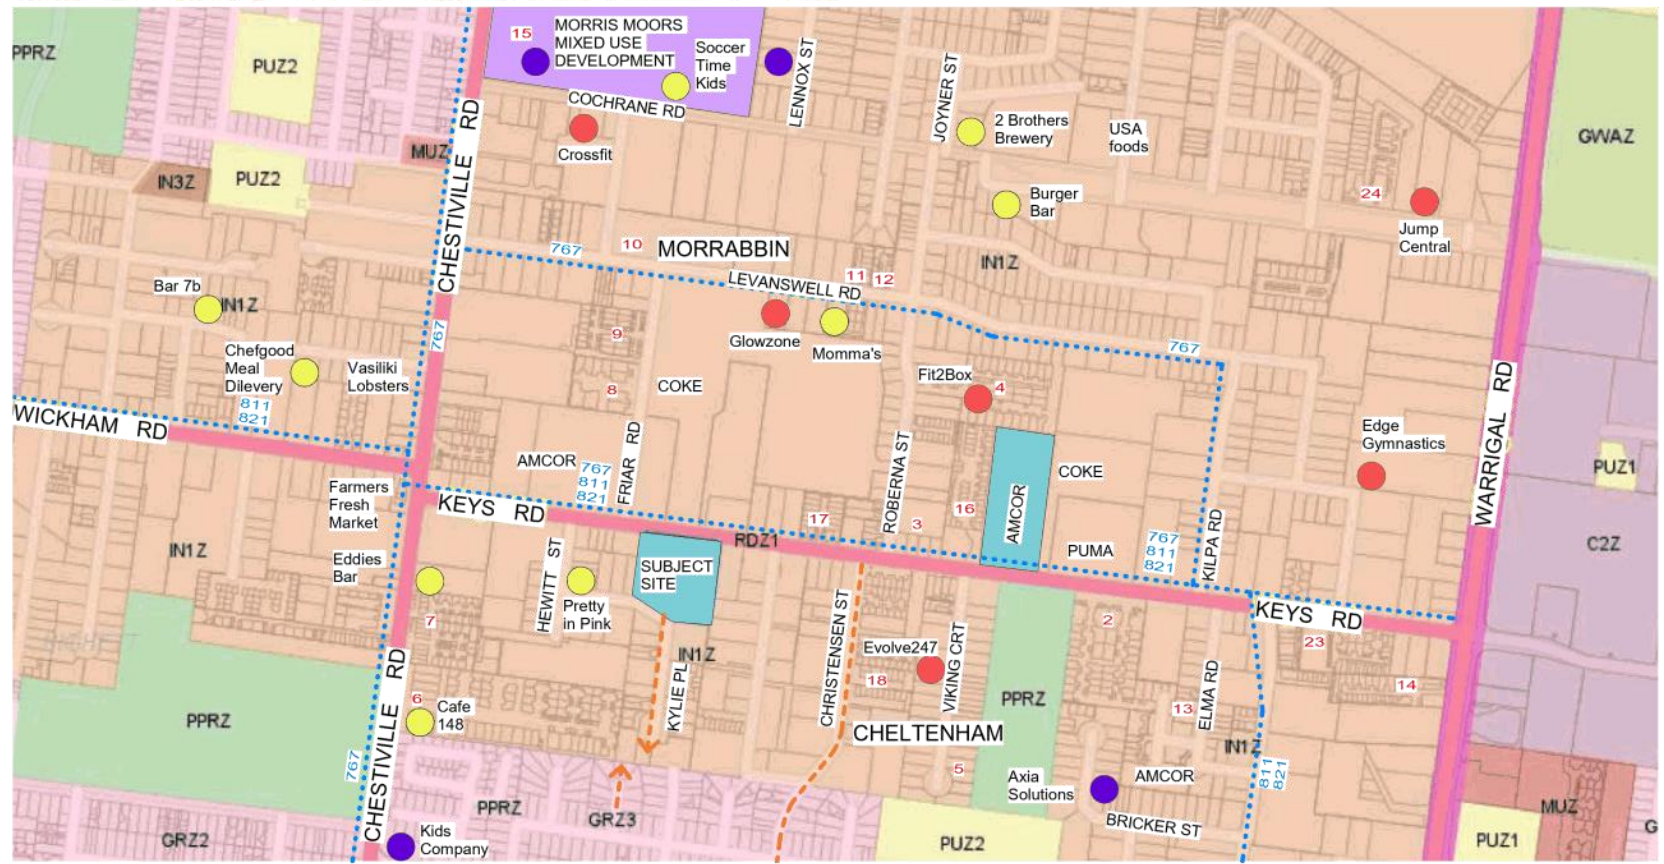 PPRZ
PUZ2
15
MORRIS MOORS
MIXED USE
DEVELOPMENT
Soccer
Time
Kids
LENNOX ST
JOYNER ST
2 Brothers
Brewery
USA
foods
GWAZ
COCHRANE RD
Crossfit
MUZ
CHESTIVILLE RD
IN3Z
PUZ2
24
Burger
Bar
Jump
Central
767
10
MORRABBIN
LEVANSWELL RD
11
12
IN1Z
Bar 7b
IN1Z
767
9
Glowzone
Momma's
767
Chefgood
Meal
Dilevery
Vasiliki
Lobsters
8
COKE
Fit2Box
4
WARRIGAL RD
811
821
WICKHAM RD
Edge
Gymnastics
AMCOR
767
811
821
FRIAR RD
ROBERNA ST
COKE
AMCOR
PUZ1
Farmers
Fresh
Market
KEYS RD
17
3
16
RDZ1
PUMA
767
811
821
KILPA RD
C2Z
IN1Z
Eddies
Bar
HEWITT ST
SUBJECT
SITE
Pretty
in Pink
7
2
KEYS RD
23
IN1Z
KYLIE PL
CHRISTENSEN ST
Evolve247
18
VIKING CRT
PPRZ
ELMA RD
13
14
PPRZ
CHESTIVILLE RD
6
Cafe
148
CHELTENHAM
IN1Z
767
5
Axia
Solutions
AMCOR
811
821
PPRZ
GRZ3
BRICKER ST
MUZ
GRZ2
Kids
Company
PUZ2
PUZ1
G